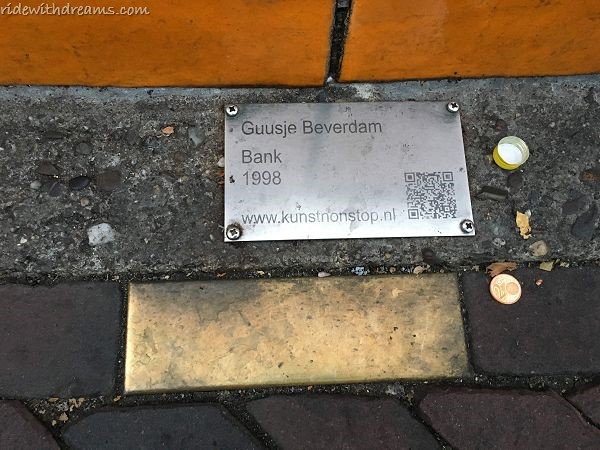 ridewithdreams.com
Guusje Beverdam
Bank
1998
www.kunstnonstop.nl